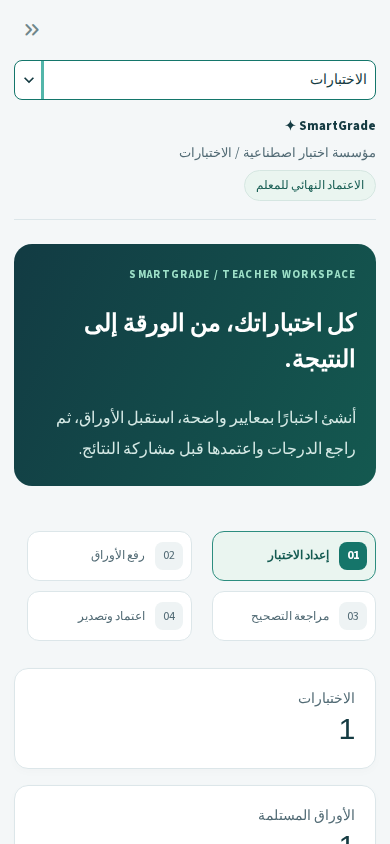 الاختبارات
SmartGrade ✦
مؤسسة اختبار اصطناعية / الاختبارات
الاعتماد النهائي للمعلم
SMARTGRADE / TEACHER WORKSPACE
كل اختباراتك، من الورقة إلى
النتيجة.
أنشئ اختبارًا بمعايير واضحة، استقبل الأوراق، ثم
راجع الدرجات واعتمدها قبل مشاركة النتائج.
01 إعداد الاختبار
02 رفع الأوراق
03 مراجعة التصحيح
04 اعتماد وتصدير
الاختبارات
1
الأوراق المستلمة
1